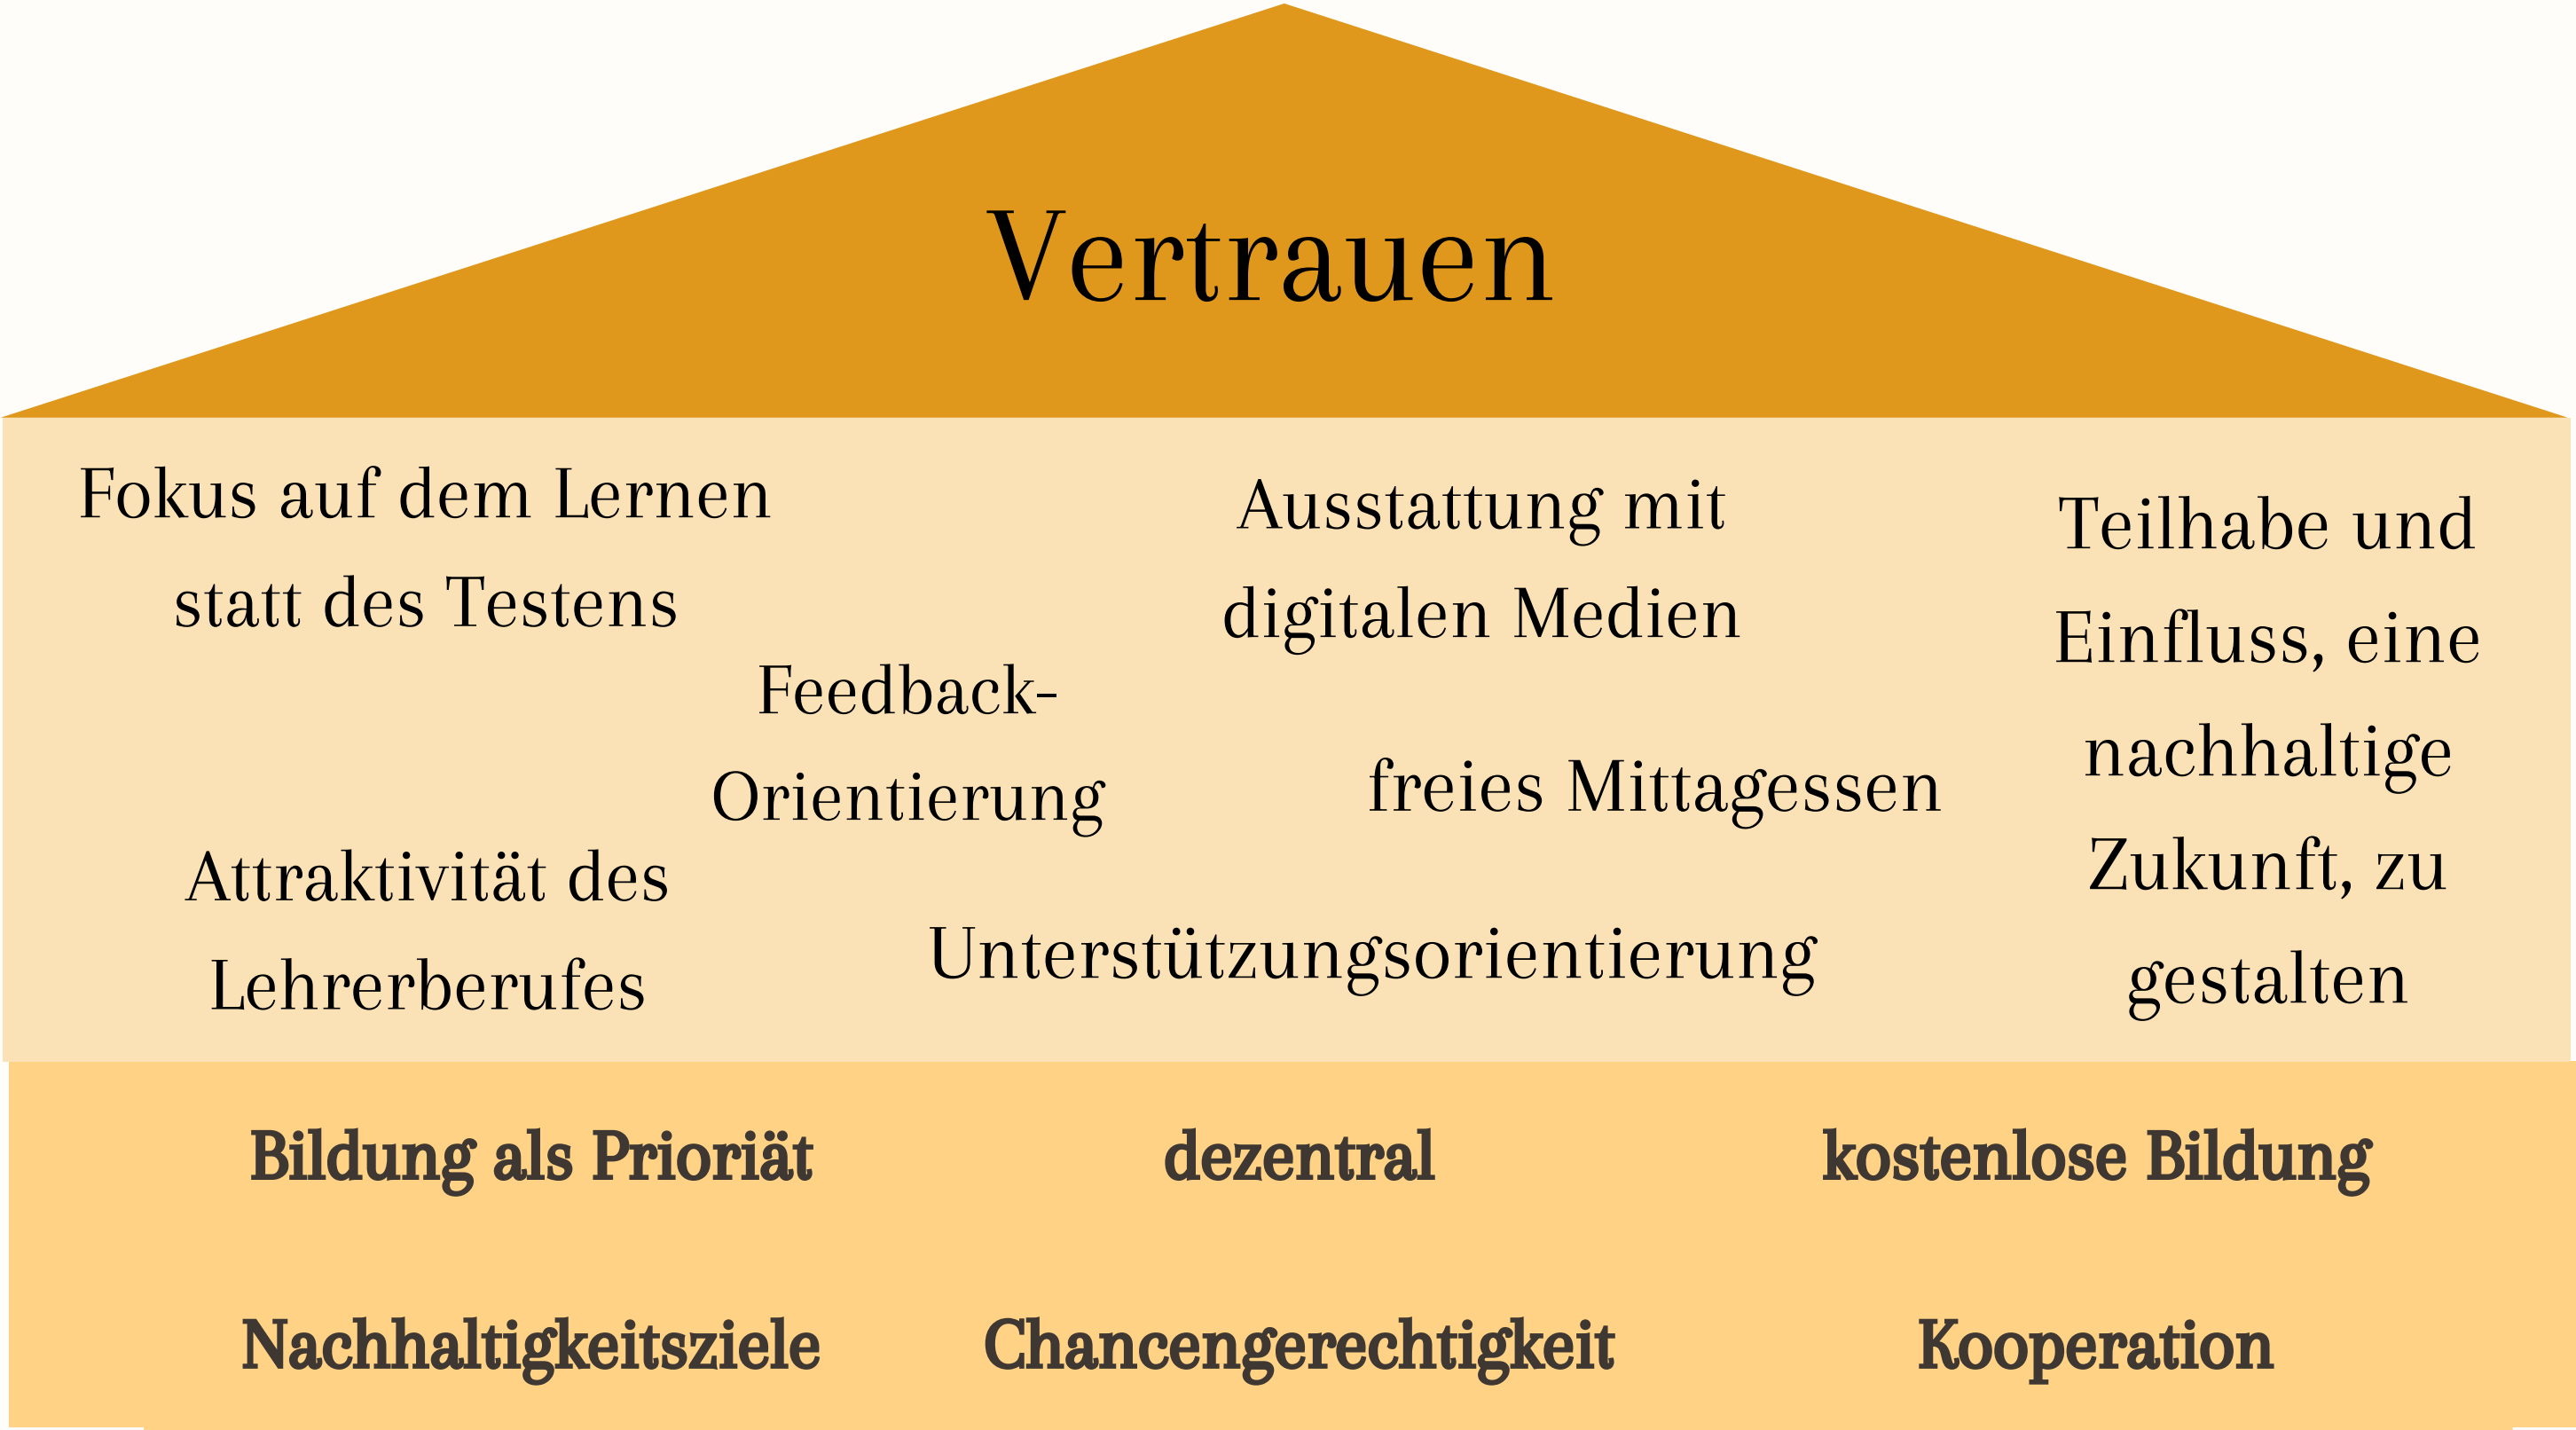 Vertrauen
Fokus auf dem Lernen
statt des Testens
Feedback-
Orientierung
Attraktivität des
Lehrerberufes
Ausstattung mit
digitalen Medien
freies Mittagessen
Unterstützungsorientierung
Teilhabe und
Einfluss, eine
nachhaltige
Zukunft, zu
gestalten
Bildung als Prioriät
dezentral
kostenlose Bildung
Nachhaltigkeitsziele
Chancengerechtigkeit
Kooperation